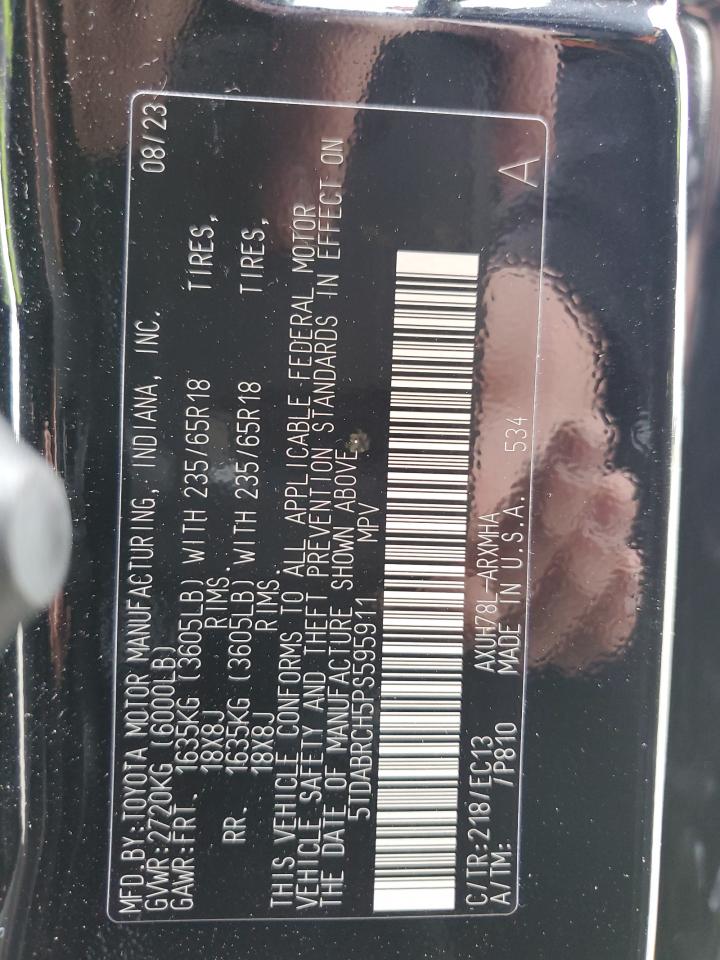 MFD.BY:TOYOTA MOTOR MANUFACTURING, INDIANA, INC. 08/23
GVWR:2720KG (6000LB)
GAWR:FRT. 1635KG (3605LB) WITH 235/65R18 TIRES,
18X8J RIMS.
RR. 1635KG (3605LB) WITH 235/65R18 TIRES,
18X8J RIMS.
THIS VEHICLE CONFORMS TO ALL APPLICABLE FEDERAL MOTOR
VEHICLE SAFETY AND THEFT PREVENTION STANDARDS IN EFFECT ON
THE DATE OF MANUFACTURE SHOWN ABOVE.
5TDABRCH5PS595911 MPV
C/TR:218/EC13 AXUH78L-ARXMHA
A/TM: /P810 MADE IN U.S.A. 534 A